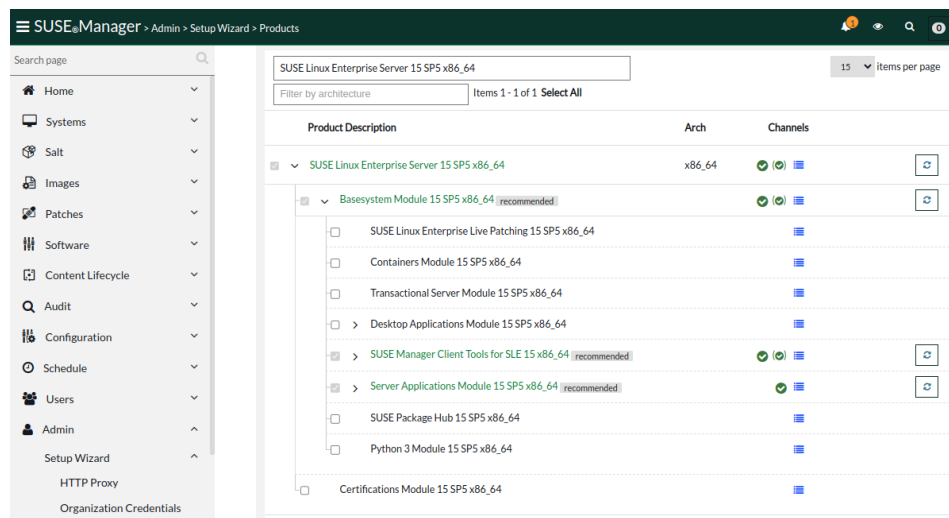 SUSE®Manager > Admin > Setup Wizard > Products
1
0
Search page
Home
Systems
Salt
Images
Patches
Software
Content Lifecycle
Audit
Configuration
Schedule
Users
Admin
Setup Wizard
HTTP Proxy
Organization Credentials
SUSE Linux Enterprise Server 15 SP5 x86_64
15 items per page
Filter by architecture Items 1 - 1 of 1 Select All
Product Description Arch Channels
SUSE Linux Enterprise Server 15 SP5 x86_64 x86_64
Basesystem Module 15 SP5 x86_64 recommended
SUSE Linux Enterprise Live Patching 15 SP5 x86_64
Containers Module 15 SP5 x86_64
Transactional Server Module 15 SP5 x86_64
Desktop Applications Module 15 SP5 x86_64
SUSE Manager Client Tools for SLE 15 x86_64 recommended
Server Applications Module 15 SP5 x86_64 recommended
SUSE Package Hub 15 SP5 x86_64
Python 3 Module 15 SP5 x86_64
Certifications Module 15 SP5 x86_64